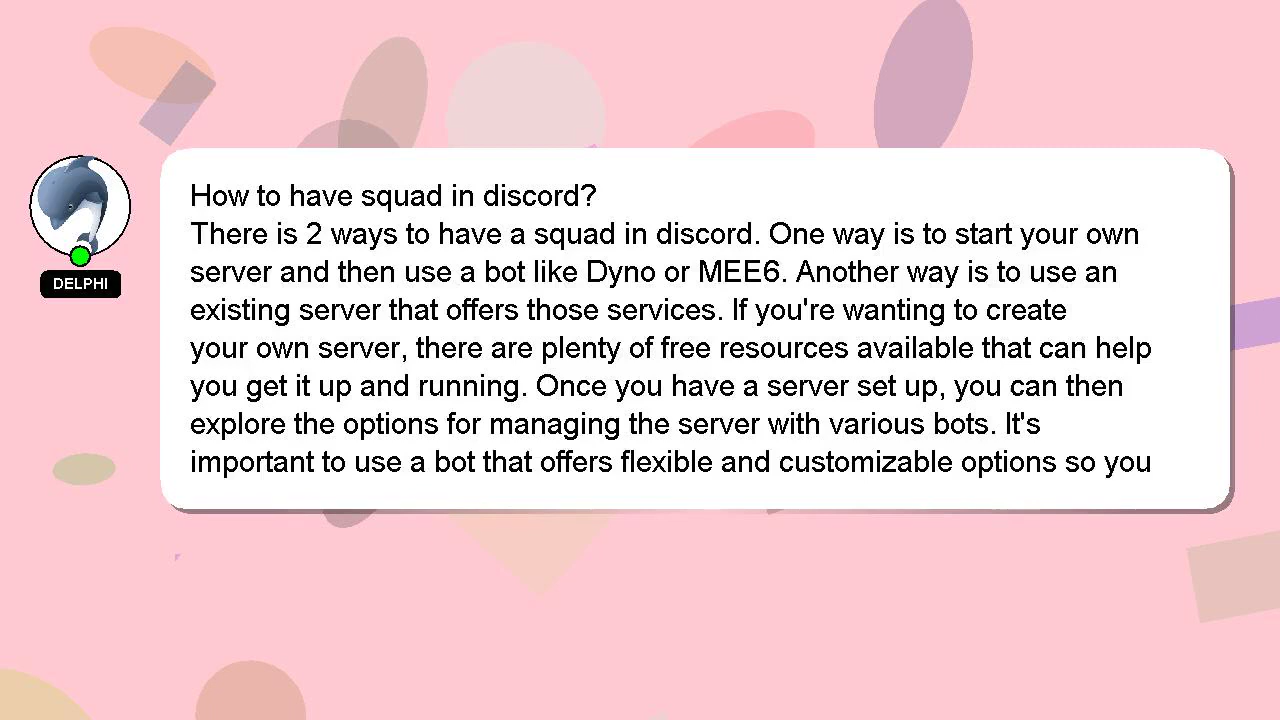 How to have squad in discord?
There is 2 ways to have a squad in discord. One way is to start your own
server and then use a bot like Dyno or MEE6. Another way is to use an
existing server that offers those services. If you're wanting to create
your own server, there are plenty of free resources available that can help
you get it up and running. Once you have a server set up, you can then
explore the options for managing the server with various bots. It's
important to use a bot that offers flexible and customizable options so you
DELPHI